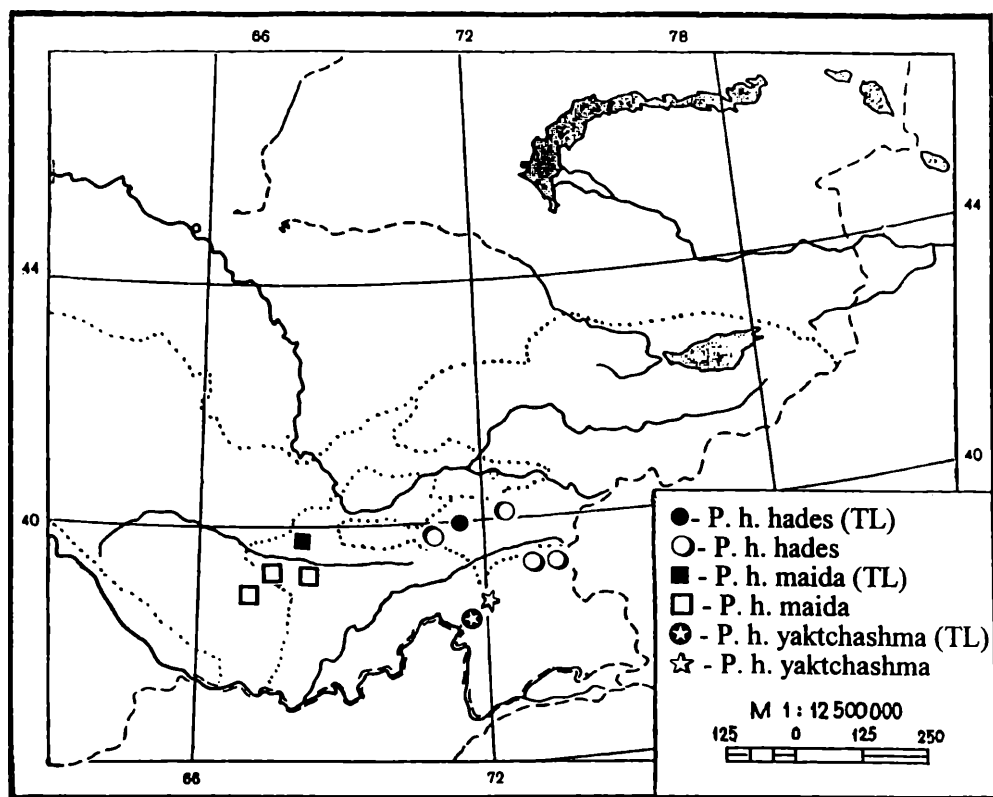 66 72 78
44
44
40
40
●- P. h. hades (TL)
○- P. h. hades
■ - P. h. maida (TL)
□ - P. h. maida
✪ - P. h. yaktchashma (TL)
☆ - P. h. yaktchashma
М 1 : 12 500 000
125 0 125 250
66 72